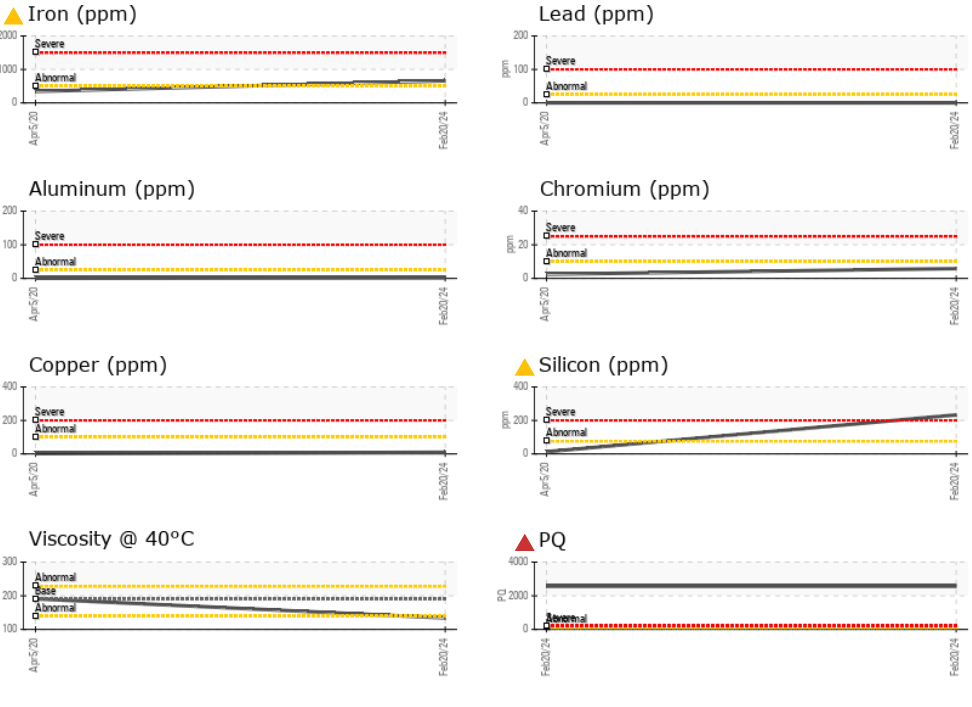 Iron (ppm)
2000
1000
0
Severe
Abnormal
Apr5/20
Feb20/24
Lead (ppm)
ppm
200
100
0
Severe
Abnormal
Apr5/20
Feb20/24
Aluminum (ppm)
200
100
0
Severe
Abnormal
Apr5/20
Feb20/24
Chromium (ppm)
ppm
40
20
0
Severe
Abnormal
Apr5/20
Feb20/24
Copper (ppm)
400
200
0
Severe
Abnormal
Apr5/20
Feb20/24
Silicon (ppm)
ppm
400
200
0
Severe
Abnormal
Apr5/20
Feb20/24
Viscosity @ 40°C
300
200
100
Abnormal
Base
Abnormal
Apr5/20
Feb20/24
PQ
PQ
4000
2000
0
Severe
Abnormal
Feb20/24
Feb20/24